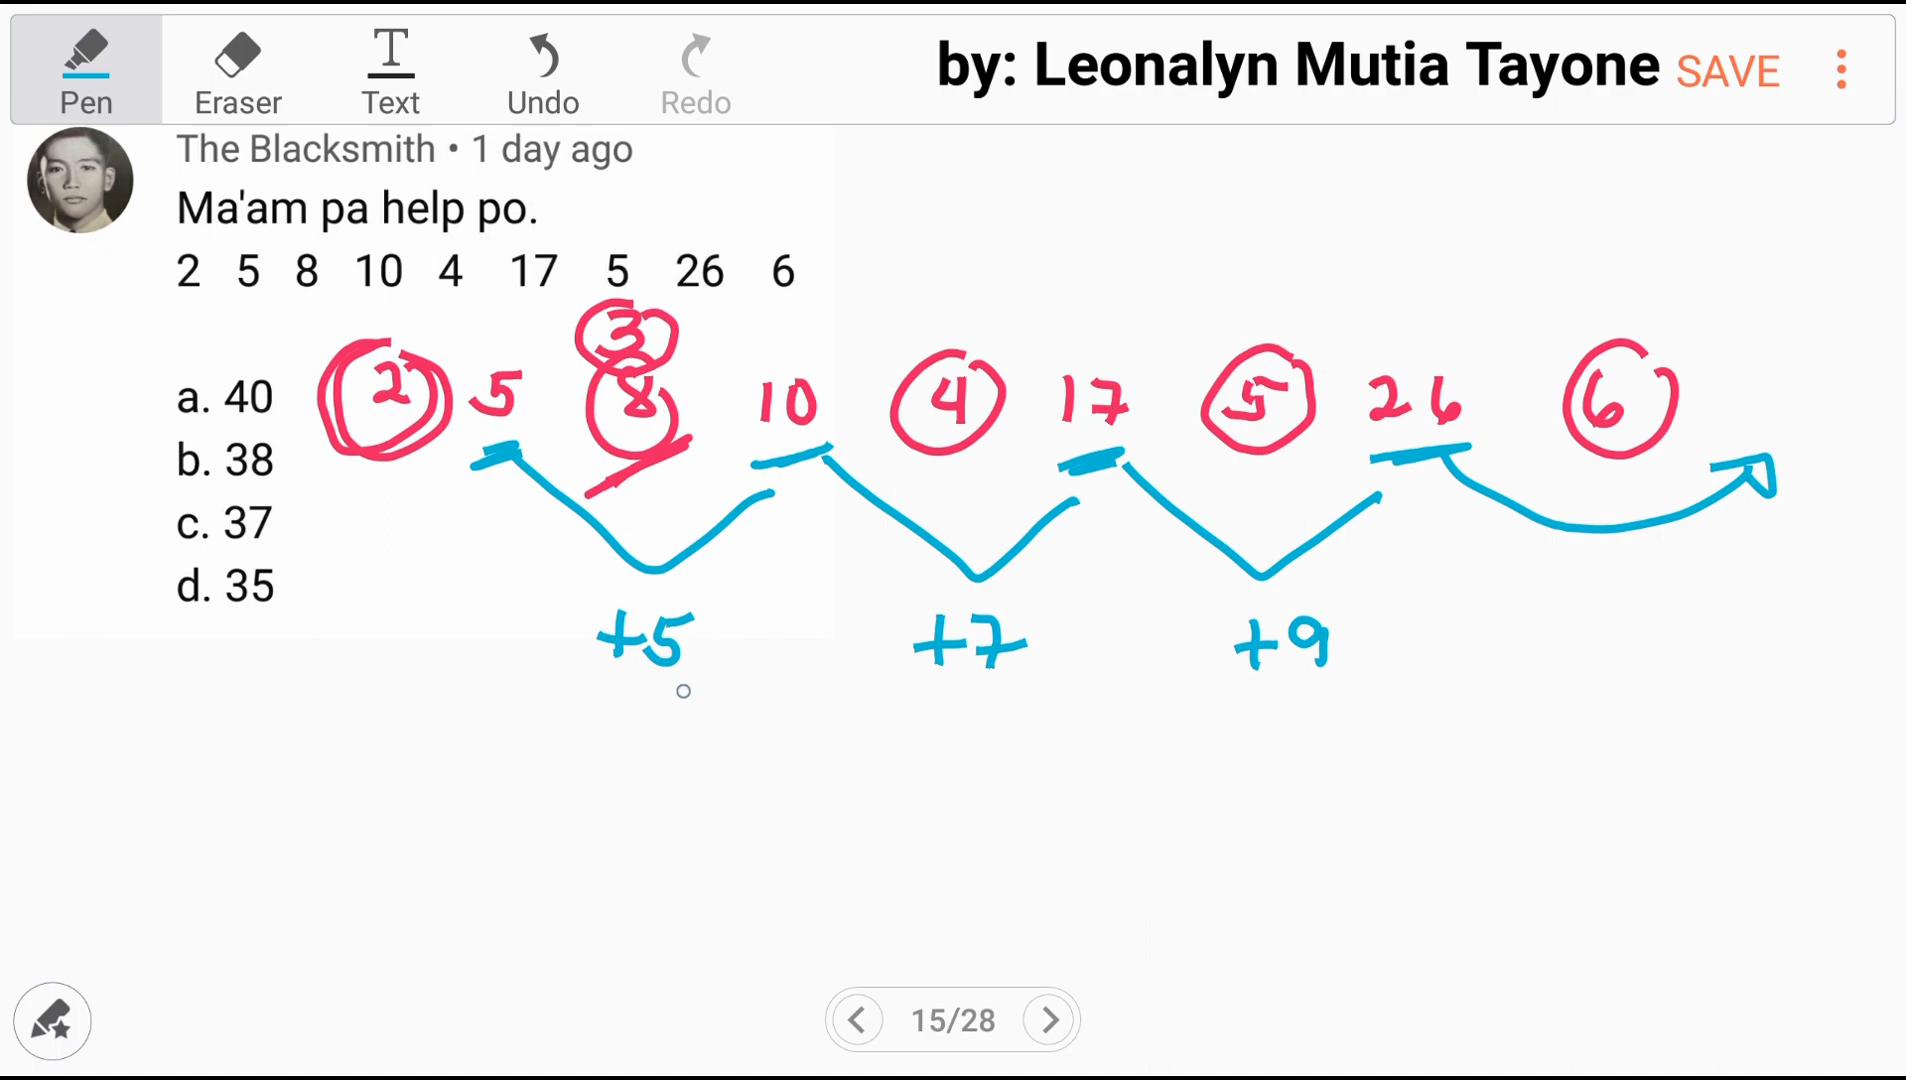 Pen Eraser Text Undo Redo by: Leonalyn Mutia Tayone SAVE
The Blacksmith • 1 day ago
Ma'am pa help po.
2 5 8 10 4 17 5 26 6
3
a. 40
b. 38
c. 37
d. 35
2 5 8 10 4 17 5 26 6
+5 +7 +9
15/28